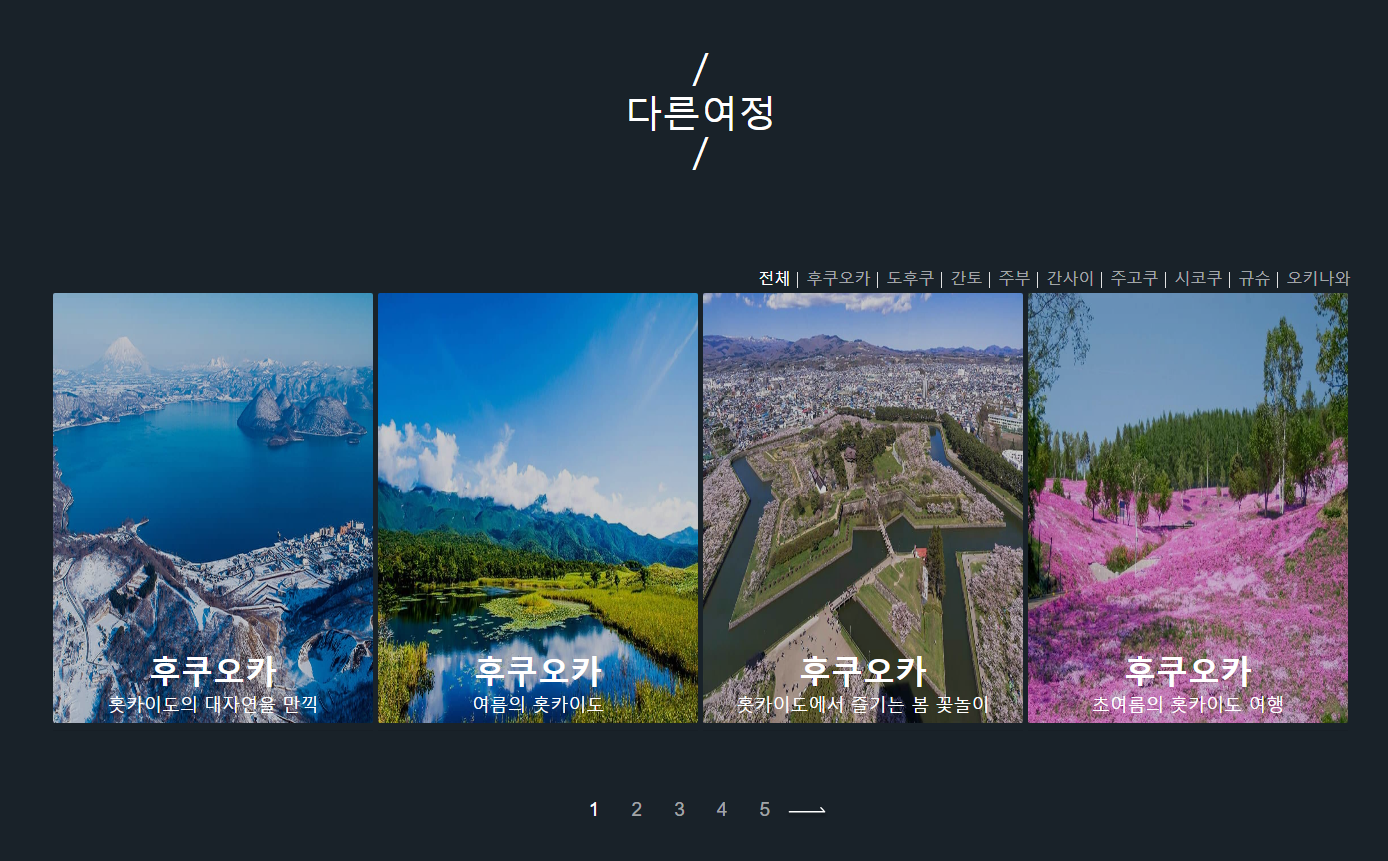 /
다른여정
/
전체 | 후쿠오카 | 도후쿠 | 간토 | 주부 | 간사이 | 주고쿠 | 시코쿠 | 규슈 | 오키나와
후쿠오카
홋카이도의 대자연을 만끽
후쿠오카
여름의 홋카이도
후쿠오카
홋카이도에서 즐기는 봄 꽃놀이
후쿠오카
초여름의 홋카이도 여행
1 2 3 4 5